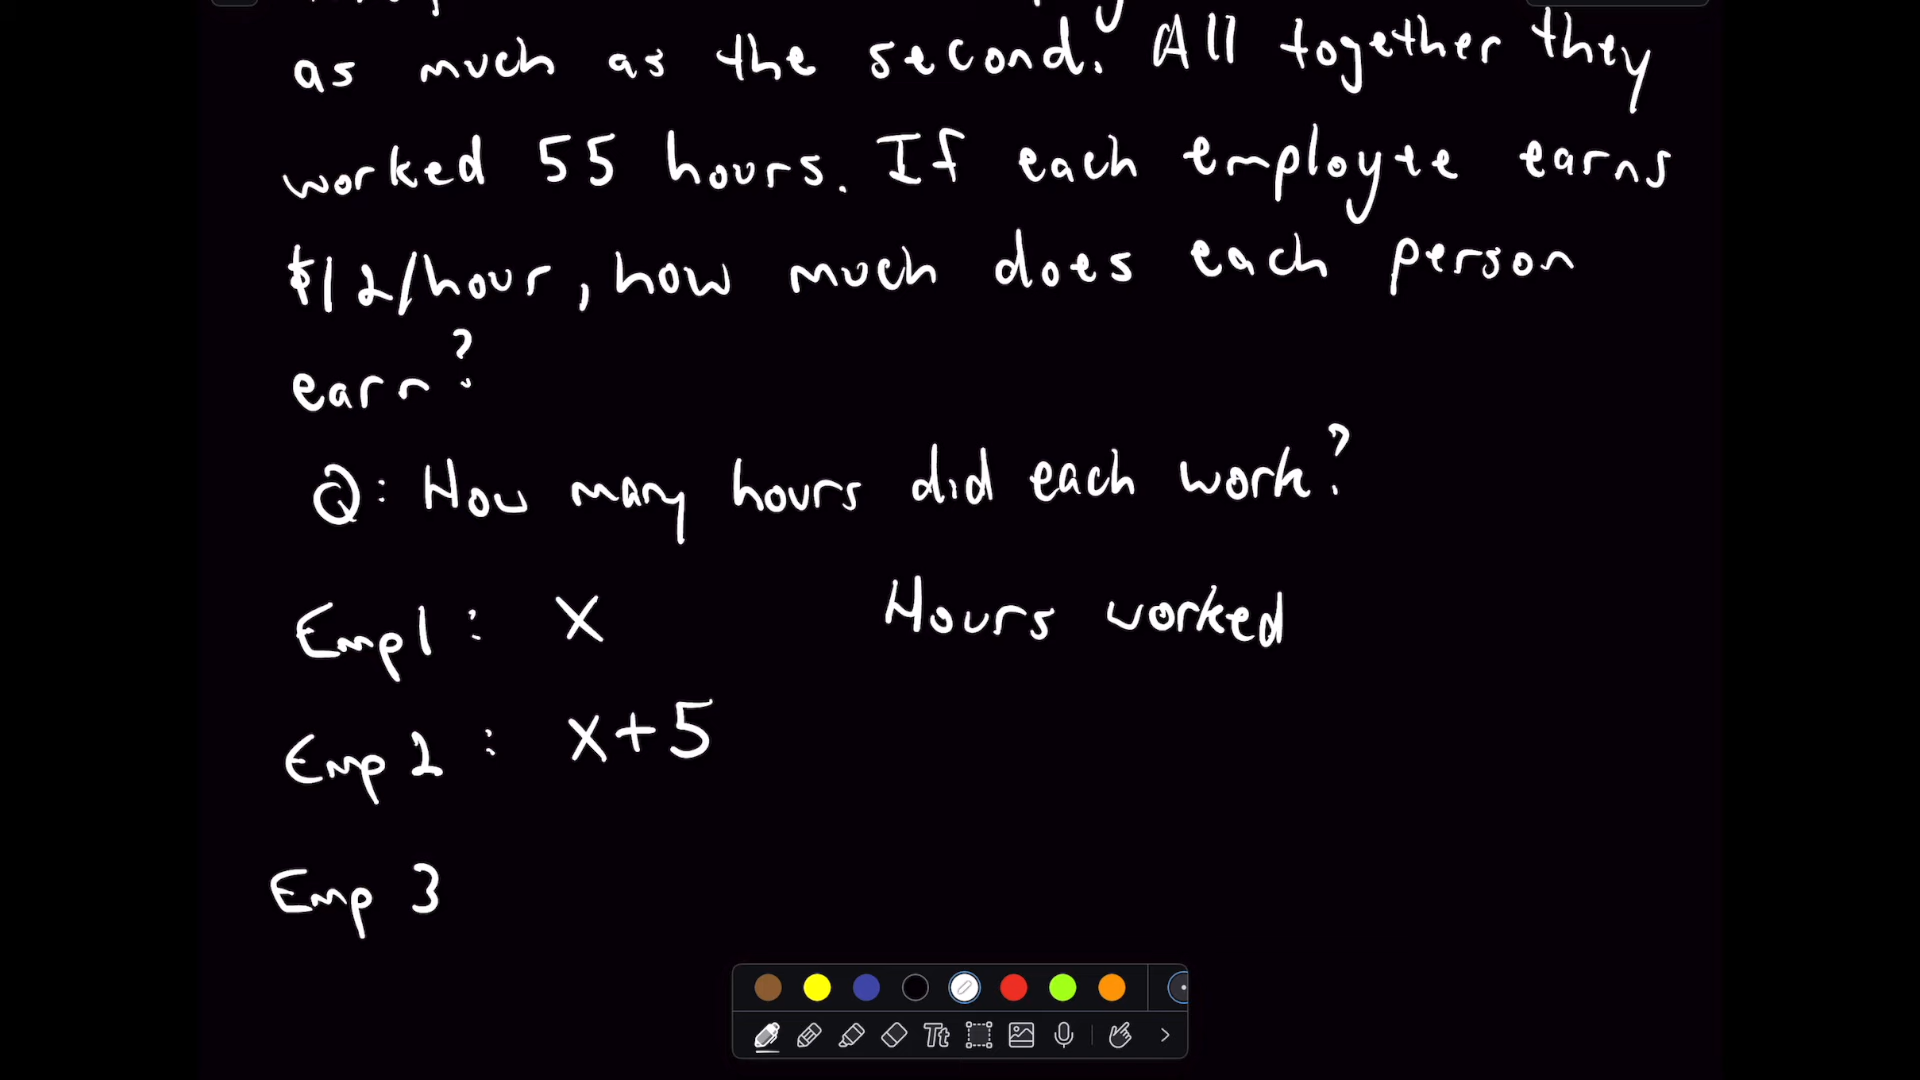 as much as the second. All together they
worked 55 hours. If each employee earns
$12/hour, how much does each person
earn?
Q: How many hours did each work?
Emp1: x Hours worked
Emp 2: x+5
Emp 3
Tt